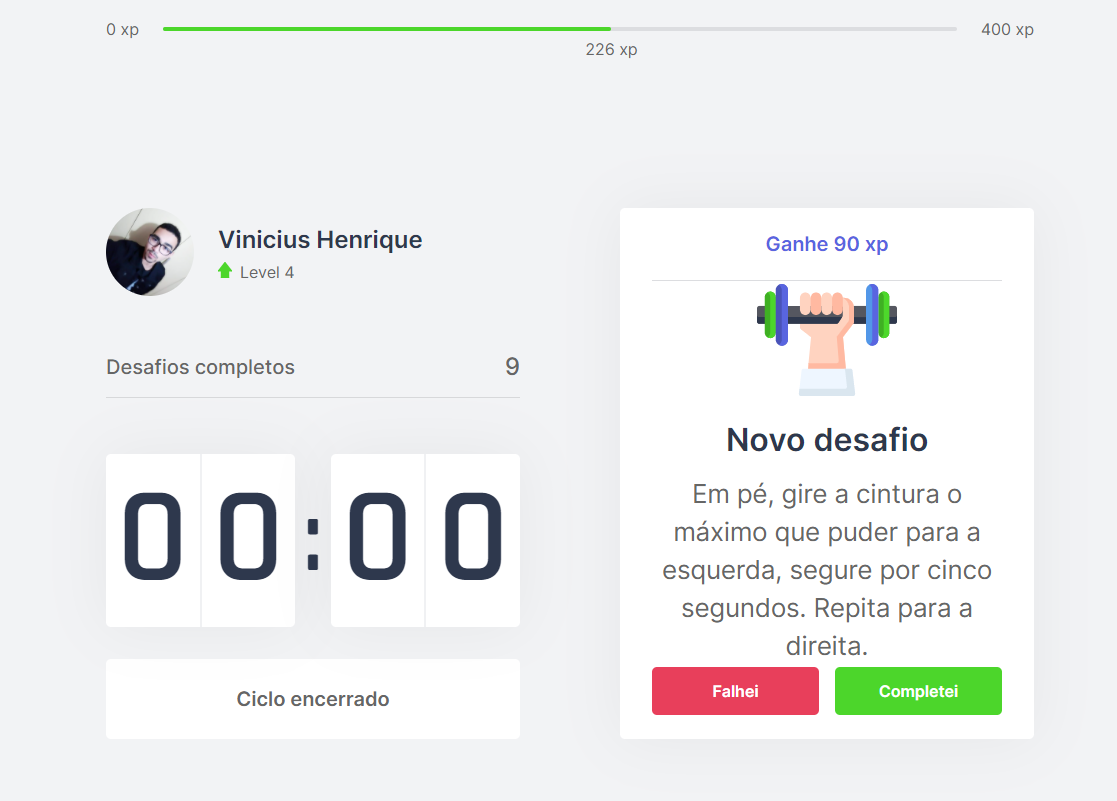 0 xp
400 xp
226 xp
Vinicius Henrique
Level 4
Desafios completos 9
00:00
Ciclo encerrado
Ganhe 90 xp
Novo desafio
Em pé, gire a cintura o
máximo que puder para a
esquerda, segure por cinco
segundos. Repita para a
direita.
Falhei
Completei